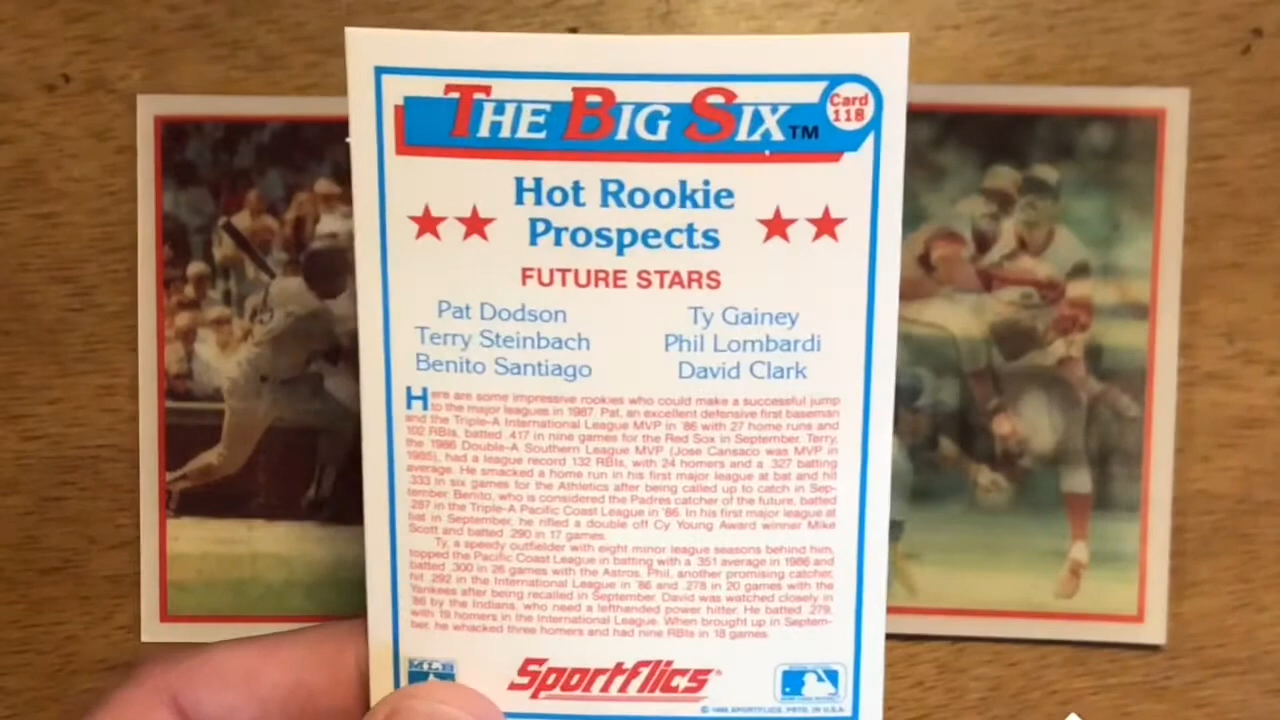 THE BIG SIX™
Card
118
Hot Rookie
Prospects
FUTURE STARS
Pat Dodson
Terry Steinbach
Benito Santiago
Ty Gainey
Phil Lombardi
David Clark
Here are some impressive rookies who could make a successful jump
to the major leagues in 1987. Pat, an excellent defensive first baseman
and the Triple-A International League MVP in '86 with 27 home runs and
102 RBIs, batted .417 in nine games for the Red Sox in September. Terry,
the 1986 Double-A Southern League MVP (Jose Cansaco was MVP in
1985), had a league record 132 RBIs, with 24 homers and a .327 batting
average. He smacked a home run in his first major league at bat and hit
.333 in six games for the Athletics after being called up to catch in Sep-
tember. Benito, who is considered the Padres catcher of the future, batted
.287 in the Triple-A Pacific Coast League in '86. In his first major league at
bat in September, he rifled a double off Cy Young Award winner Mike
Scott and batted .290 in 17 games.
Ty, a speedy outfielder with eight minor league seasons behind him,
topped the Pacific Coast League in batting with a .351 average in 1986 and
batted .300 in 26 games with the Astros. Phil, another promising catcher,
hit .292 in the International League in '86 and .278 in 20 games with the
Yankees after being recalled in September. David was watched closely in
'86 by the Indians, who need a lefthanded power hitter. He batted .279,
with 19 homers in the International League. When brought up in Septem-
ber, he whacked three homers and had nine RBIs in 18 games.
Sportflics
© 1986 SPORTFLICS, PRTD. IN U.S.A.